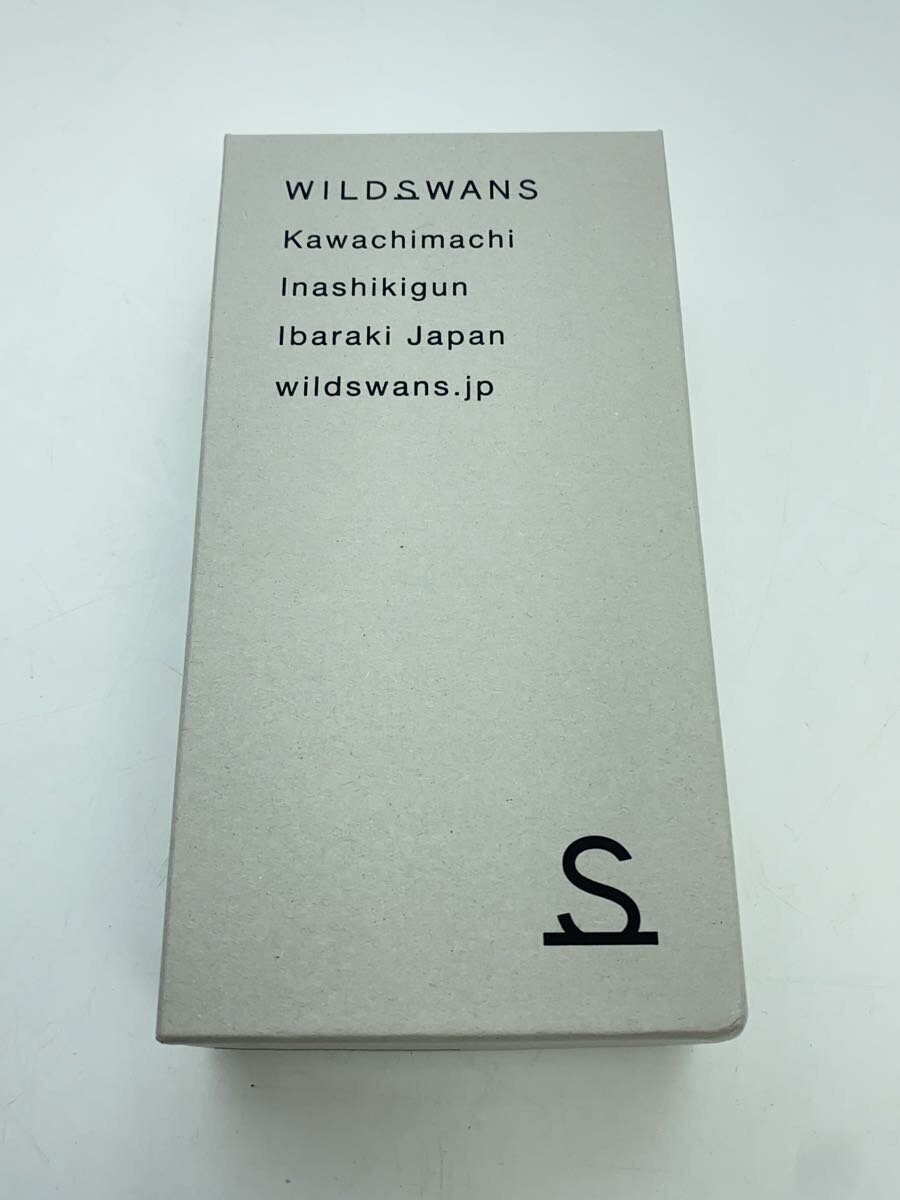 WILDSWANS
Kawachimachi
Inashikigun
Ibaraki Japan
wildswans.jp
S